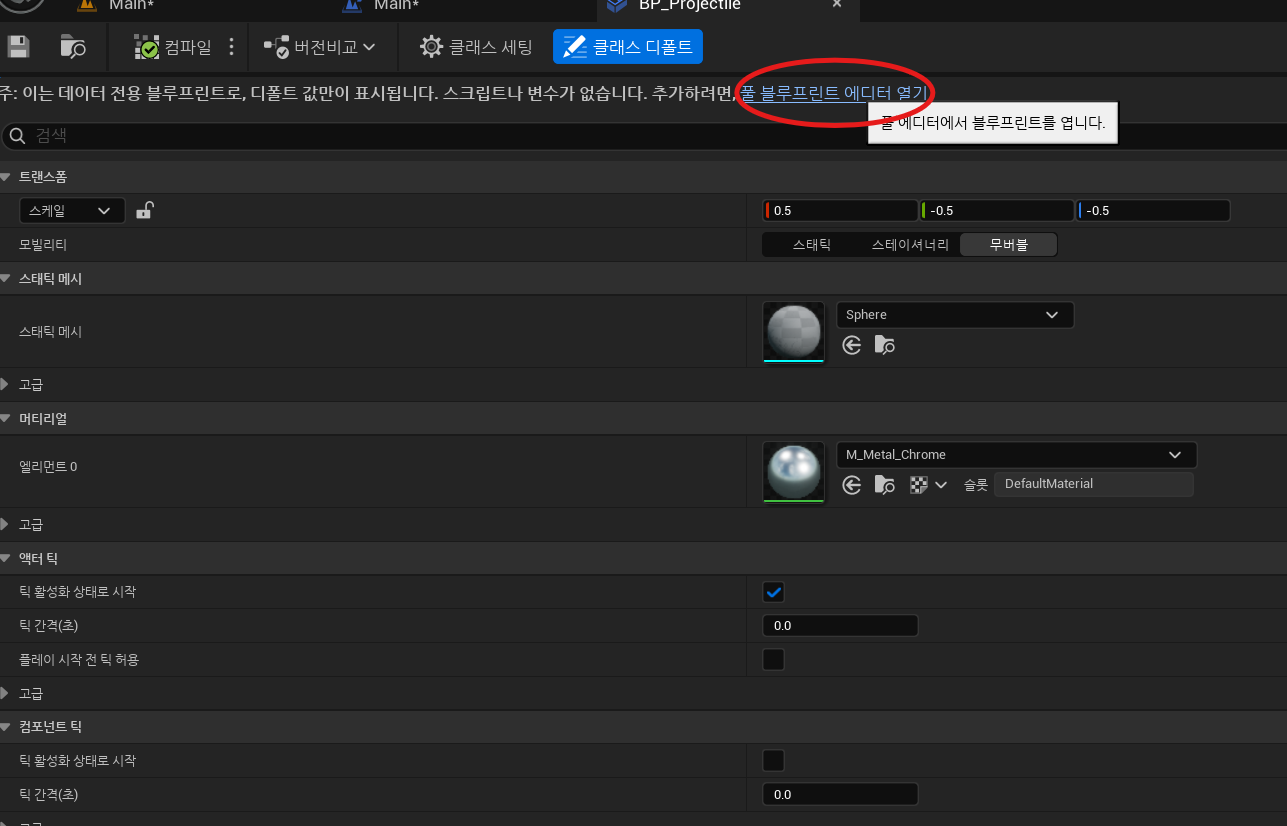 Main*
Main*
BP_Projectile
컴파일
버전비교
클래스 세팅
클래스 디폴트
주: 이는 데이터 전용 블루프린트로, 디폴트 값만이 표시됩니다. 스크립트나 변수가 없습니다. 추가하려면, 풀 블루프린트 에디터 열기
풀 에디터에서 블루프린트를 엽니다.
검색
트랜스폼
스케일
0.5
-0.5
-0.5
모빌리티
스태틱
스테이셔너리
무버블
스태틱 메시
스태틱 메시
Sphere
고급
머티리얼
엘리먼트 0
M_Metal_Chrome
슬롯
DefaultMaterial
고급
액터 틱
틱 활성화 상태로 시작
틱 간격(초)
0.0
플레이 시작 전 틱 허용
고급
컴포넌트 틱
틱 활성화 상태로 시작
틱 간격(초)
0.0